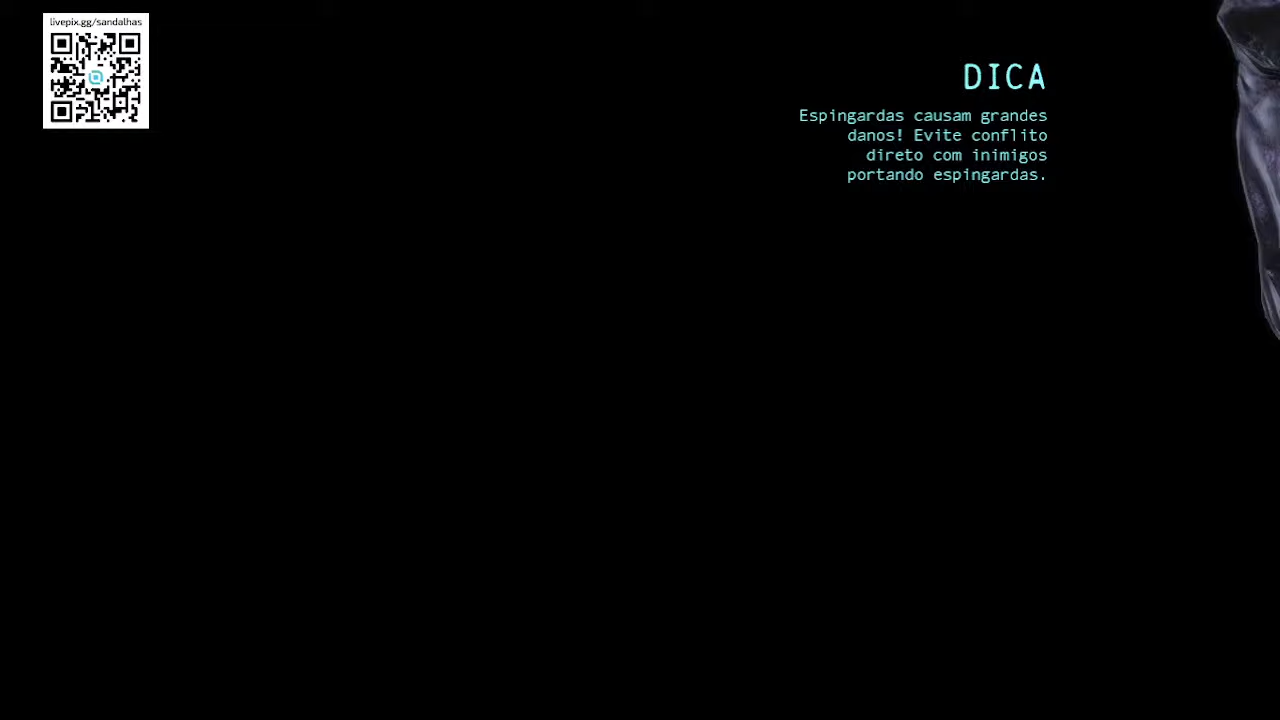 livepix.gg/sandalhas
DICA
Espingardas causam grandes
danos! Evite conflito
direto com inimigos
portando espingardas.